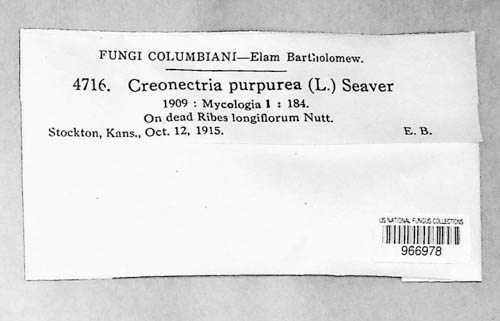 FUNGI COLUMBIANI—Elam Bartholomew.
4716. Creonectria purpurea (L.) Seaver
1909 : Mycologia 1 : 184.
On dead Ribes longiflorum Nutt.
Stockton, Kans., Oct. 12, 1915. E. B.
US NATIONAL FUNGUS COLLECTIONS
966978